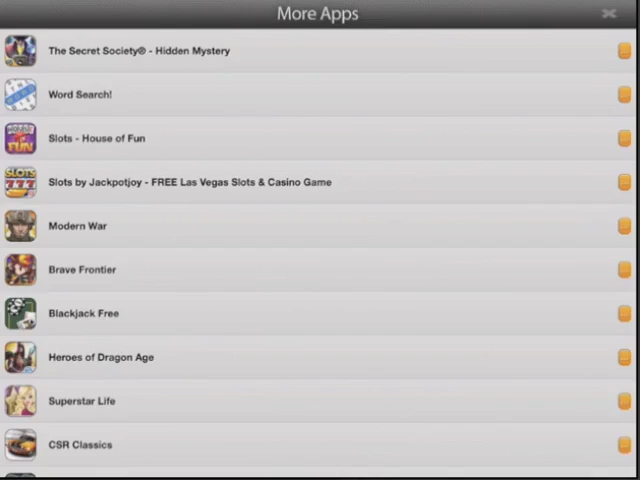 More Apps
The Secret Society® - Hidden Mystery
Word Search!
Slots - House of Fun
Slots by Jackpotjoy - FREE Las Vegas Slots & Casino Game
Modern War
Brave Frontier
Blackjack Free
Heroes of Dragon Age
Superstar Life
CSR Classics